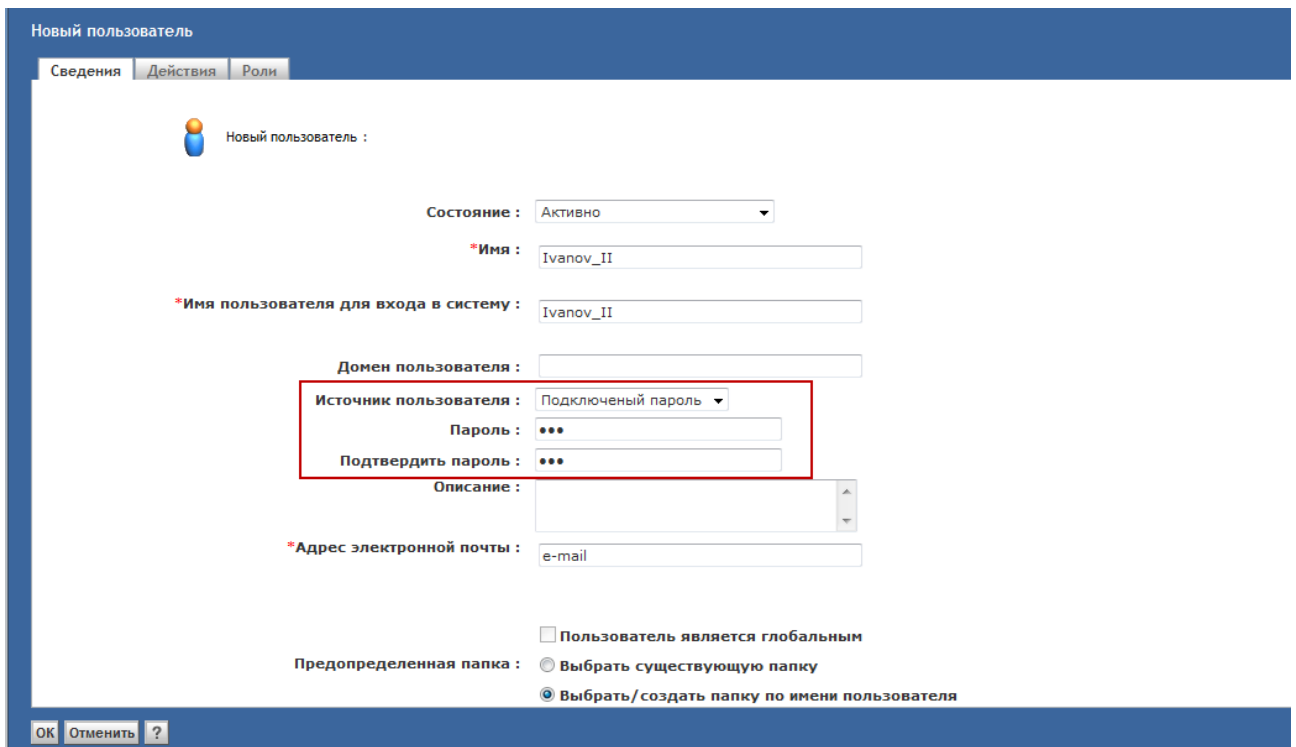 Новый пользователь
Сведения Действия Роли
Новый пользователь :
Состояние : Активно
*Имя : Ivanov_II
*Имя пользователя для входа в систему : Ivanov_II
Домен пользователя :
Источник пользователя : Подключеный пароль
Пароль : •••
Подтвердить пароль : •••
Описание :
*Адрес электронной почты : e-mail
Пользователь является глобальным
Предопределенная папка : Выбрать существующую папку
Выбрать/создать папку по имени пользователя
ОК Отменить ?